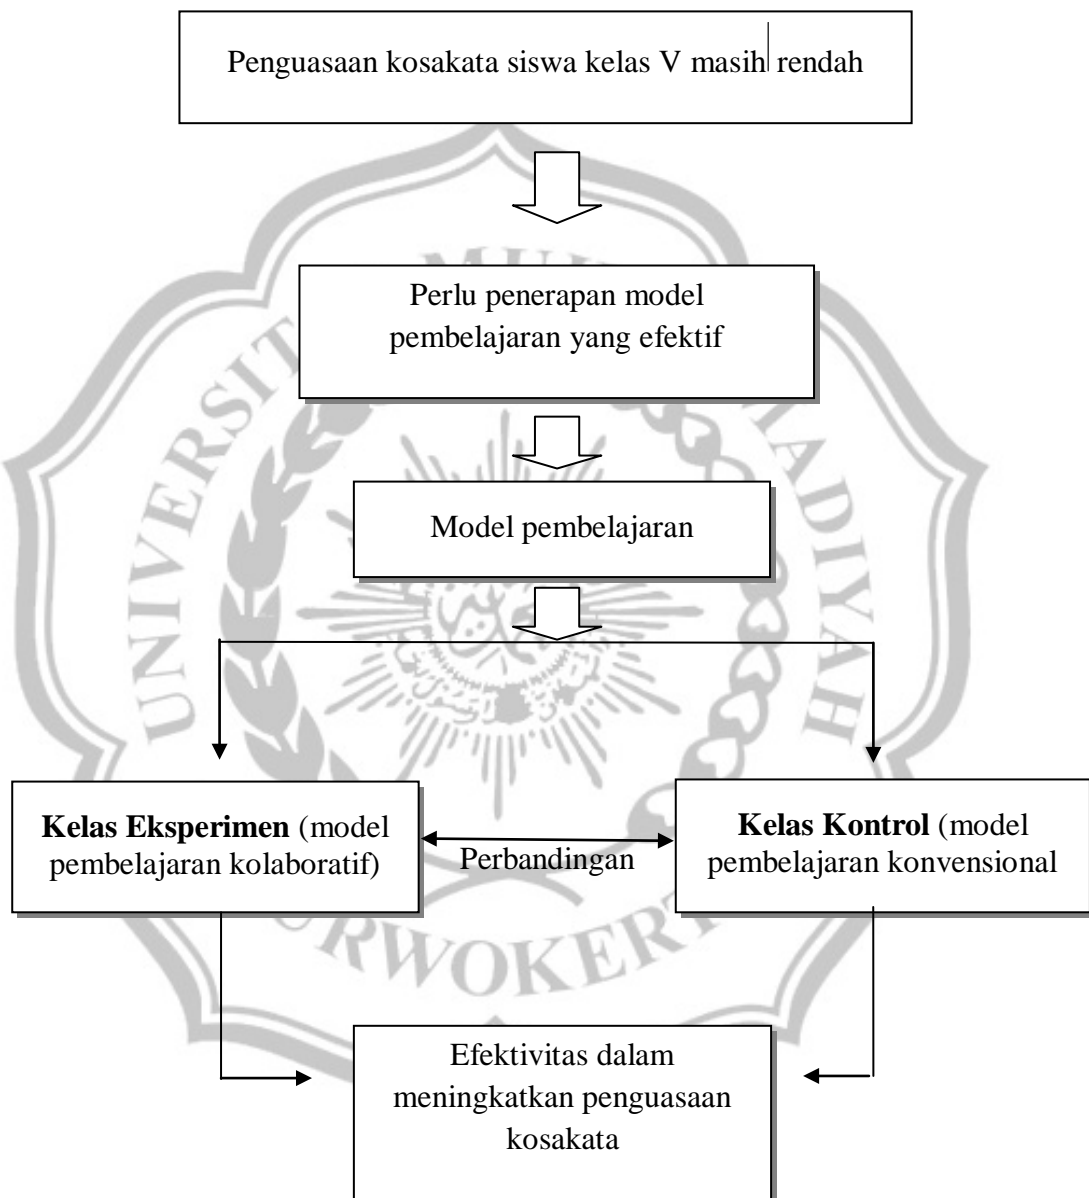 Penguasaan kosakata siswa kelas V masih rendah
Perlu penerapan model
pembelajaran yang efektif
Model pembelajaran
Kelas Eksperimen (model
pembelajaran kolaboratif)
Perbandingan
Kelas Kontrol (model
pembelajaran konvensional
Efektivitas dalam
meningkatkan penguasaan
kosakata